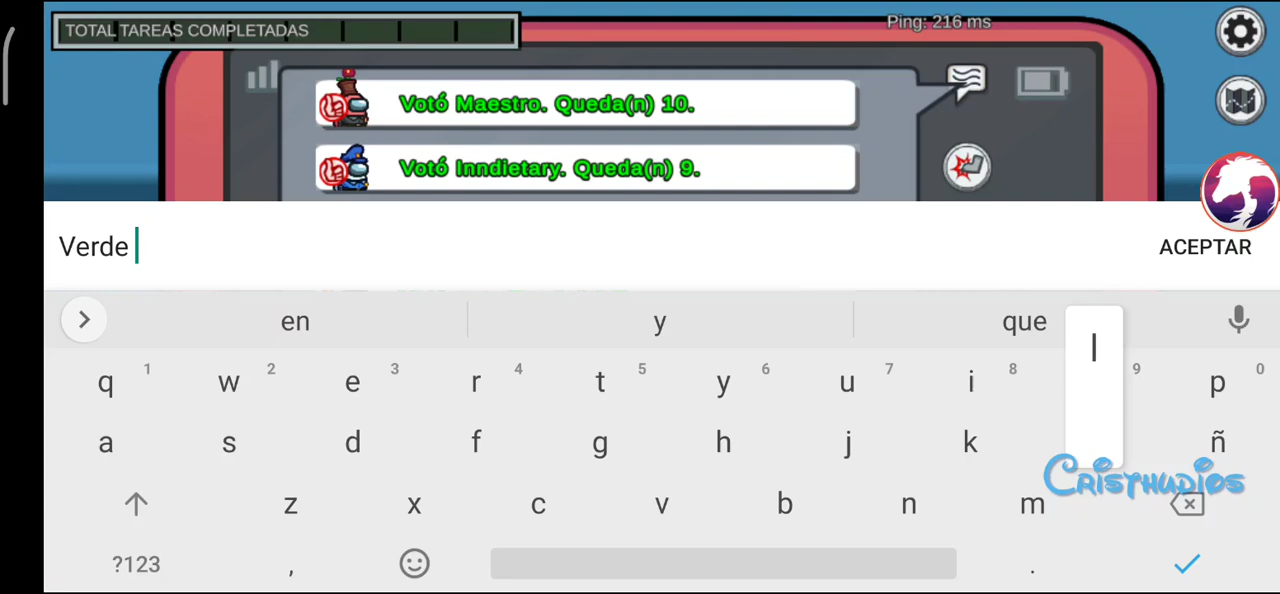 TOTAL TAREAS COMPLETADAS
Ping: 216 ms
Votó Maestro. Queda(n) 10.
Votó Inndietary. Queda(n) 9.
Verde
ACEPTAR
en y que
l
1 2 3 4 5 6 7 8 9 0
q w e r t y u i p
a s d f g h j k ñ
z x c v b n m
Cristhudios
?123 , .